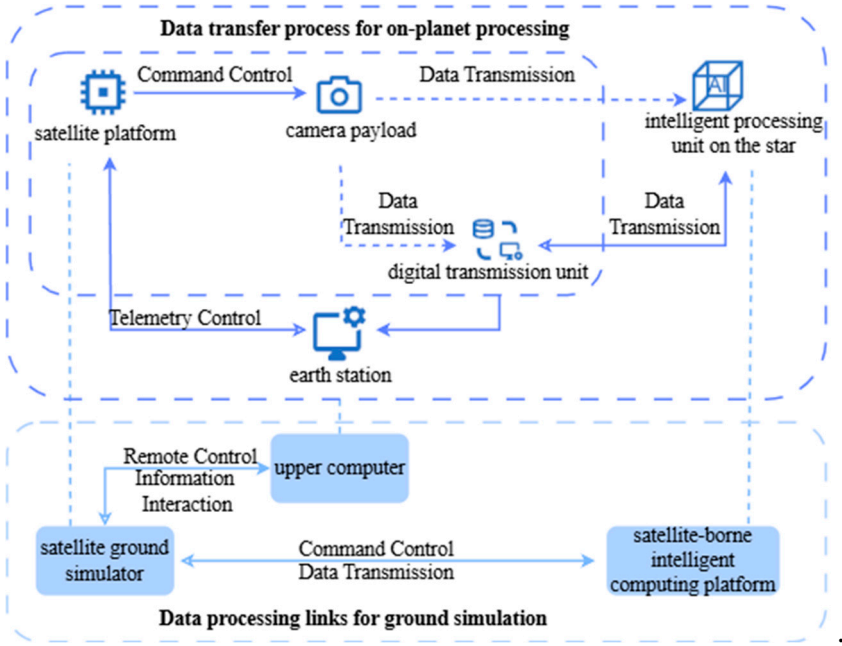 Data transfer process for on-planet processing
Command Control
Data Transmission
AI
satellite platform
camera payload
intelligent processing
unit on the star
Data
Transmission
Data
Transmission
digital transmission unit
Telemetry Control
earth station
Remote Control
Information
Interaction
upper computer
satellite ground
simulator
Command Control
Data Transmission
satellite-borne
intelligent
computing platform
Data processing links for ground simulation
.